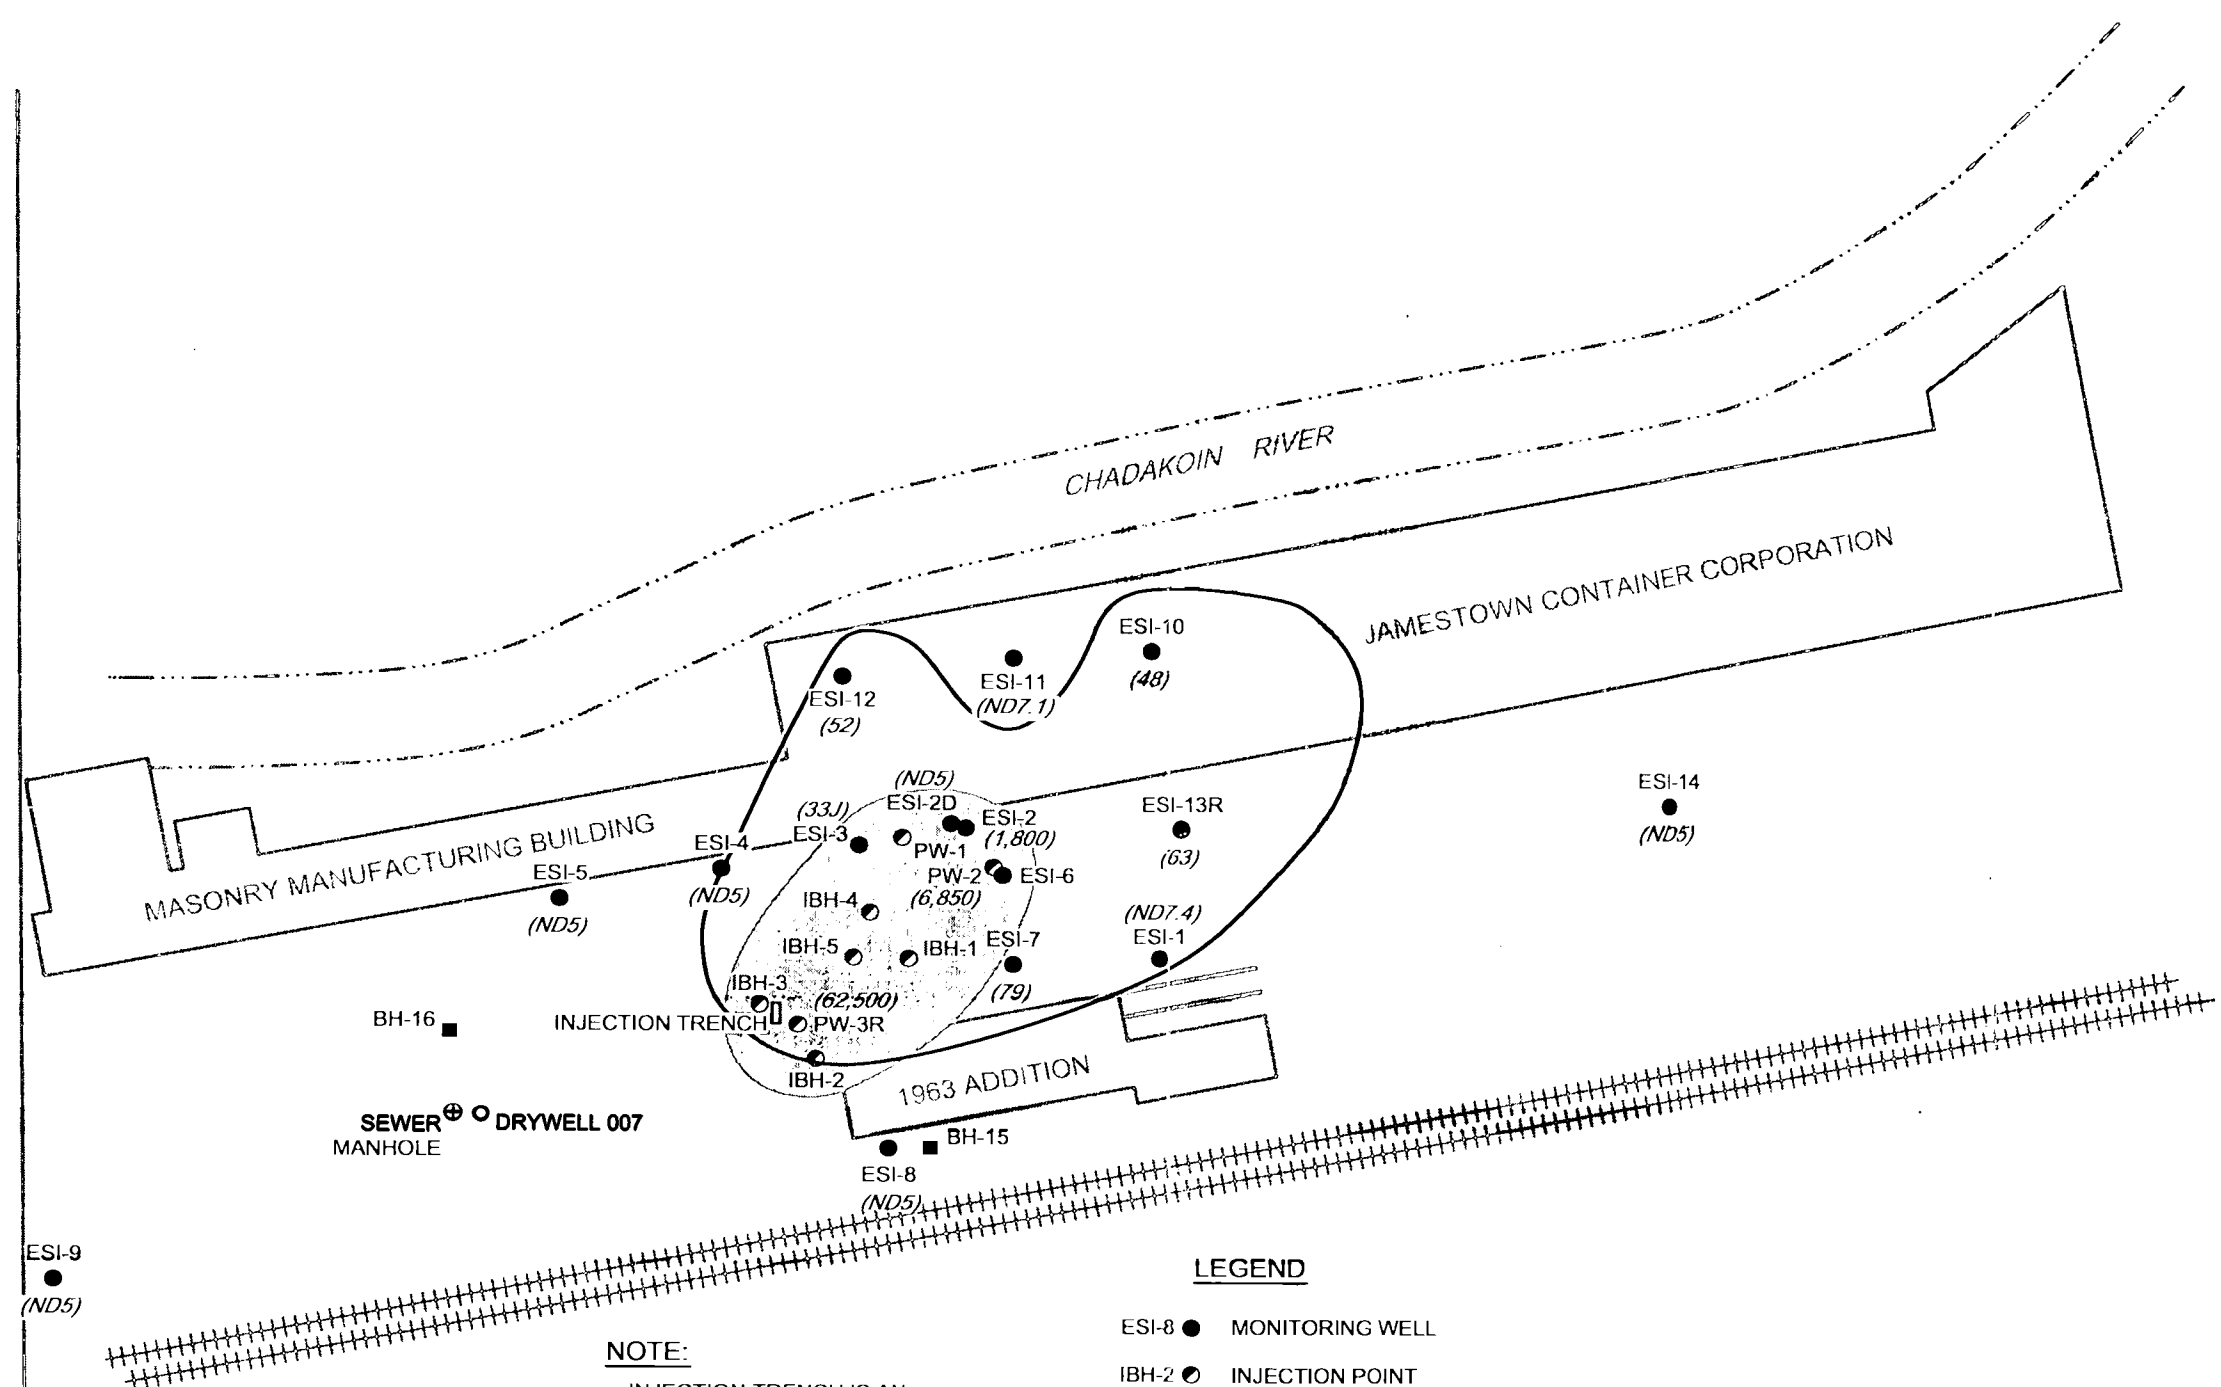 CHADAKOIN RIVER
JAMESTOWN CONTAINER CORPORATION
ESI-10
(48)
ESI-11
(ND7.1)
ESI-12
(52)
(ND5)
ESI-2D
ESI-2
(1,800)
(33J)
ESI-3
PW-1
PW-2
ESI-6
(6,850)
ESI-13R
(63)
ESI-14
(ND5)
MASONRY MANUFACTURING BUILDING
ESI-4
(ND5)
ESI-5
(ND5)
IBH-4
IBH-5
IBH-1
ESI-7
(79)
(ND7.4)
ESI-1
IBH-3
(62,500)
INJECTION TRENCH
PW-3R
IBH-2
BH-16
1963 ADDITION
SEWER
MANHOLE
DRYWELL 007
BH-15
ESI-8
(ND5)
ESI-9
(ND5)
LEGEND
ESI-8 MONITORING WELL
IBH-2 INJECTION POINT
NOTE:
INJECTION TRENCH IS AN